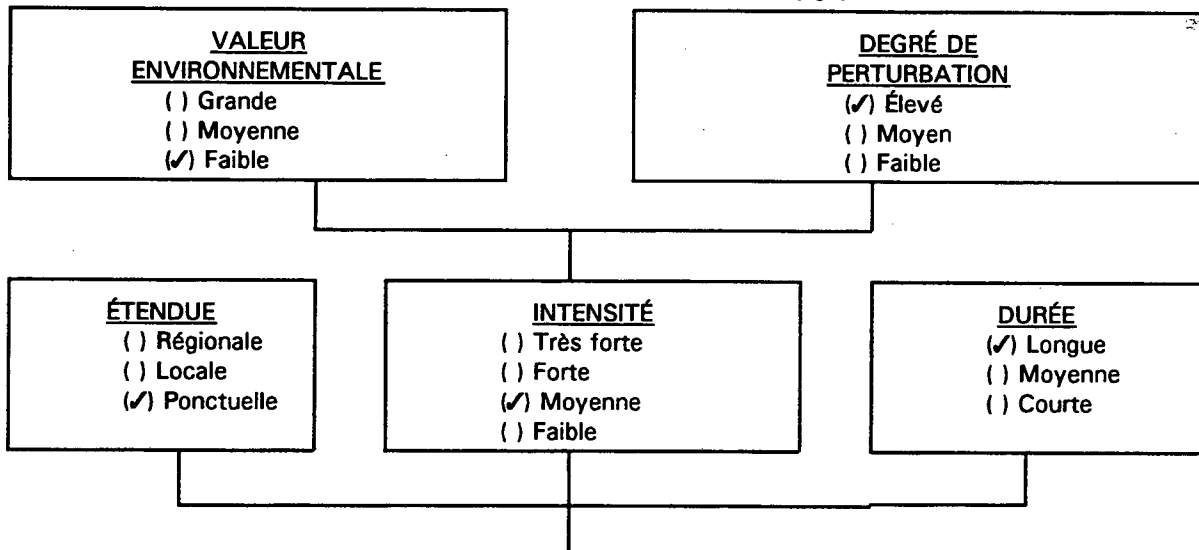 VALEUR
ENVIRONNEMENTALE
( ) Grande
( ) Moyenne
(✓) Faible
DEGRÉ DE
PERTURBATION
(✓) Élevé
( ) Moyen
( ) Faible
ÉTENDUE
( ) Régionale
( ) Locale
(✓) Ponctuelle
INTENSITÉ
( ) Très forte
( ) Forte
(✓) Moyenne
( ) Faible
DURÉE
(✓) Longue
( ) Moyenne
( ) Courte